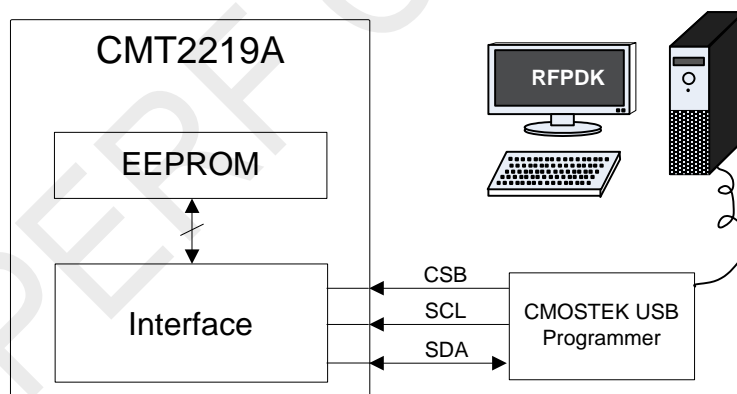 CMT2219A
RFPDK
EEPROM
CSB
SCL
SDA
Interface
CMOSTEK USB
Programmer